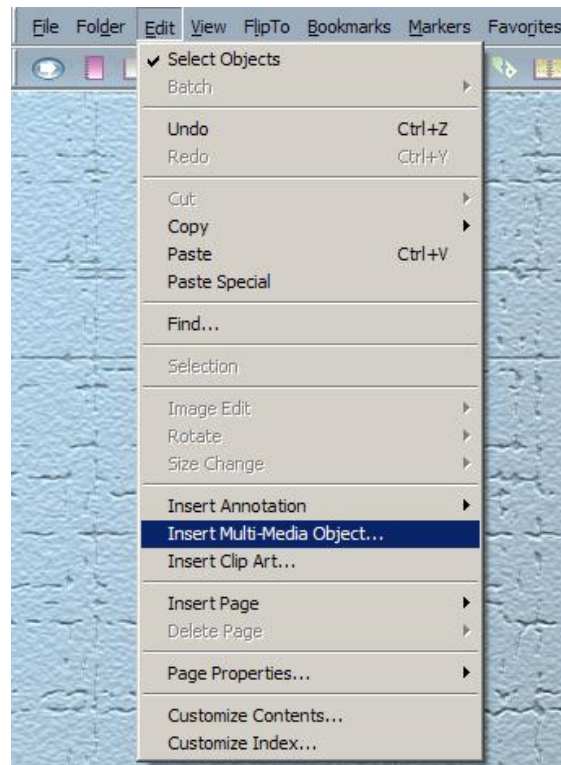 File Folder Edit View FlipTo Bookmarks Markers Favorites
Select Objects
Batch
Undo Ctrl+Z
Redo Ctrl+Y
Cut
Copy
Paste Ctrl+V
Paste Special
Find...
Selection
Image Edit
Rotate
Size Change
Insert Annotation
Insert Multi-Media Object...
Insert Clip Art...
Insert Page
Delete Page
Page Properties...
Customize Contents...
Customize Index...